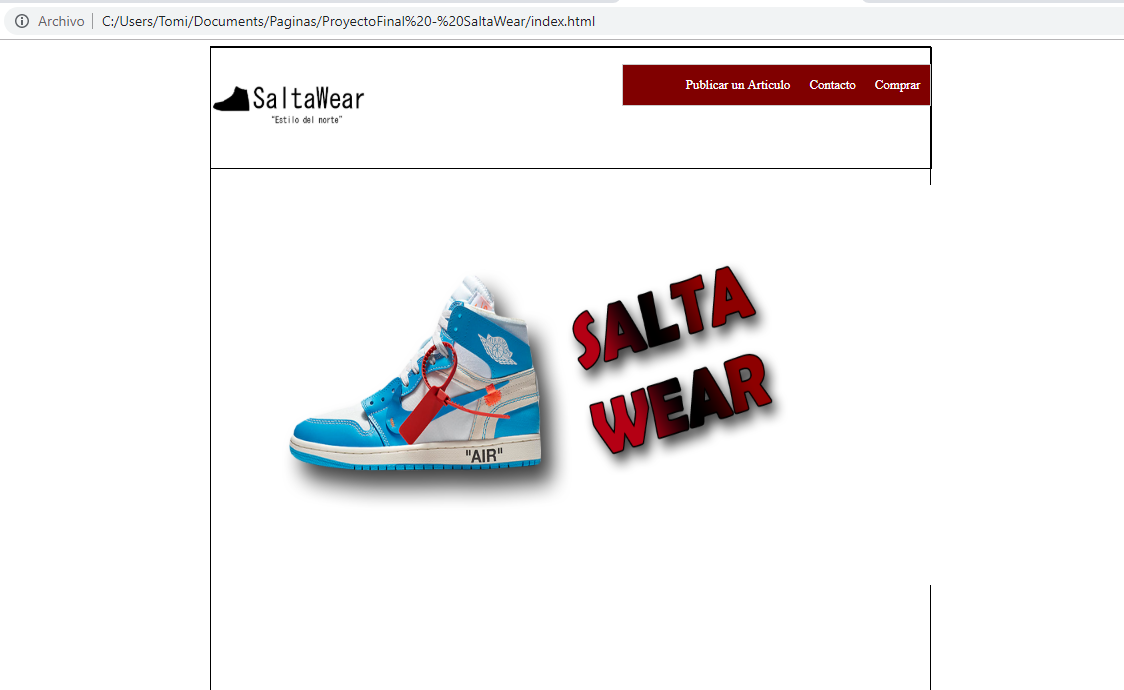 Archivo C:/Users/Tomi/Documents/Paginas/ProyectoFinal%20-%20SaltaWear/index.html
SaltaWear
"Estilo del norte"
Publicar un Articulo Contacto Comprar
SALTA
WEAR
"AIR"